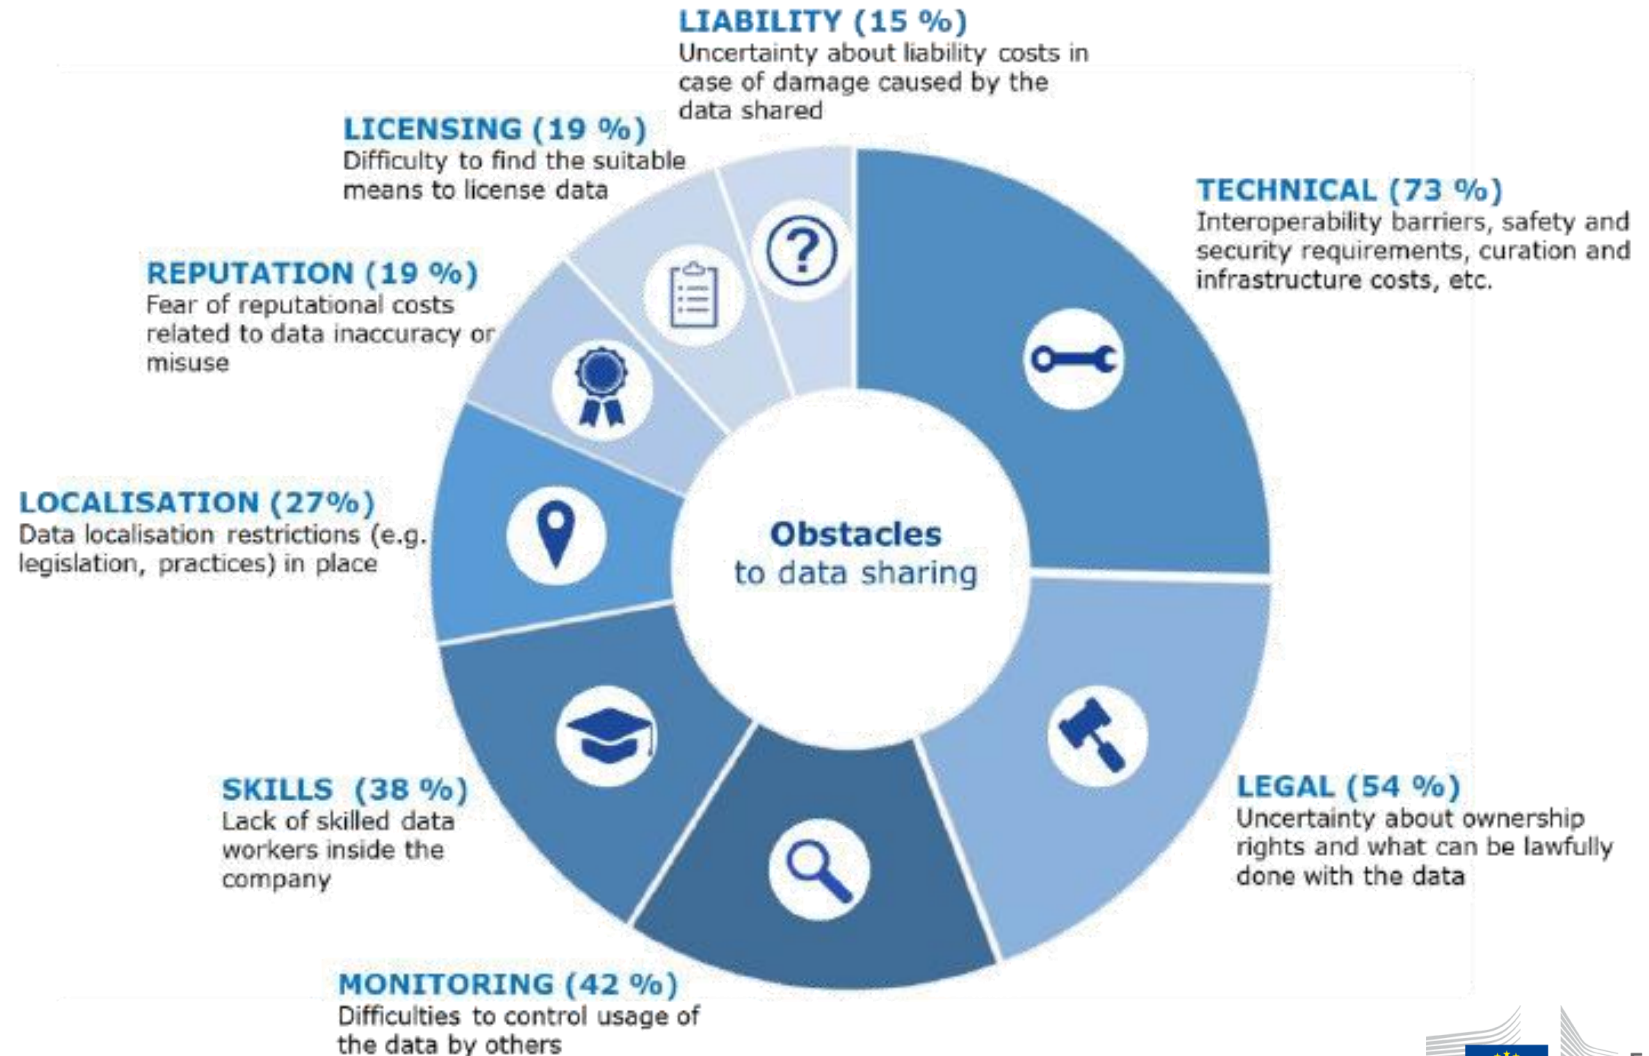 LIABILITY (15 %)
Uncertainty about liability costs in
case of damage caused by the
data shared
LICENSING (19 %)
Difficulty to find the suitable
means to license data
TECHNICAL (73 %)
Interoperability barriers, safety and
security requirements, curation and
infrastructure costs, etc.
REPUTATION (19 %)
Fear of reputational costs
related to data inaccuracy or
misuse
LOCALISATION (27%)
Data localisation restrictions (e.g.
legislation, practices) in place
Obstacles
to data sharing
SKILLS (38 %)
Lack of skilled data
workers inside the
company
LEGAL (54 %)
Uncertainty about ownership
rights and what can be lawfully
done with the data
MONITORING (42 %)
Difficulties to control usage of
the data by others